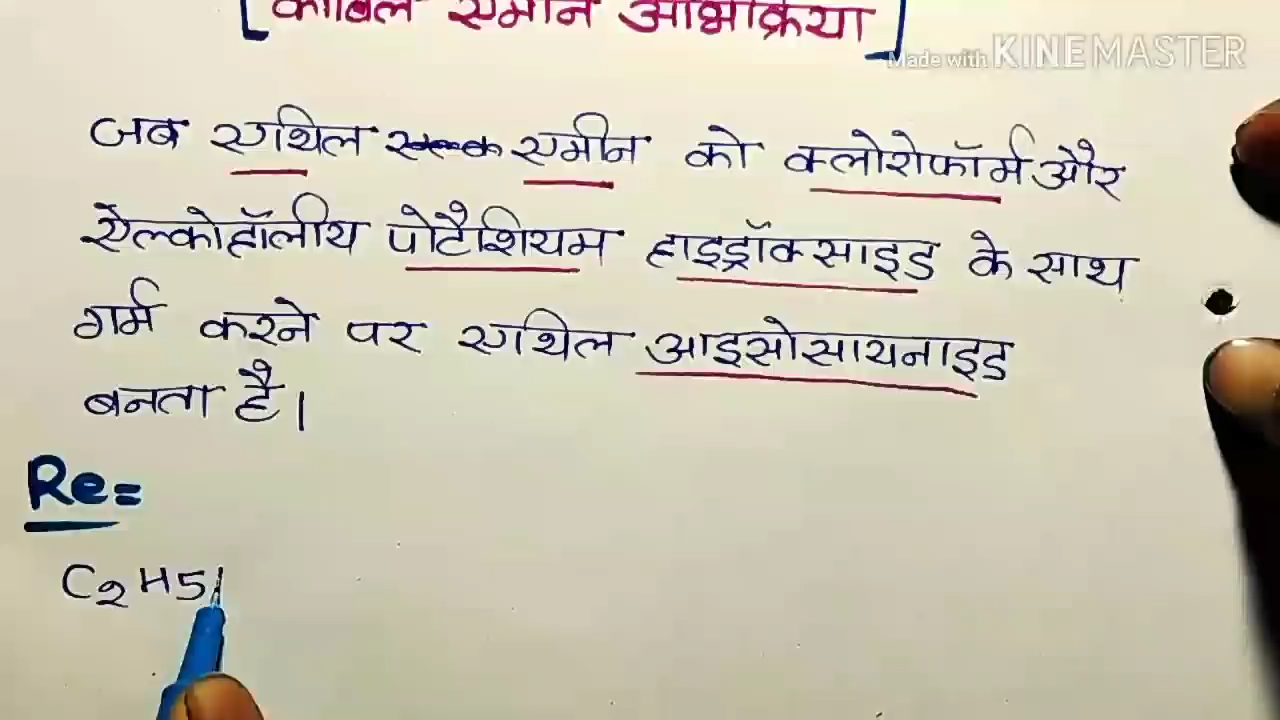 [कार्बिल एमीन अभिक्रिया]
Made with KINEMASTER
जब एथिल एमीन को क्लोरोफॉर्म और
ऐल्कोहॉलीय पोटैशियम हाइड्रॉक्साइड के साथ
गर्म करने पर एथिल आइसोसायनाइड
बनता है।
Re=
C2H5